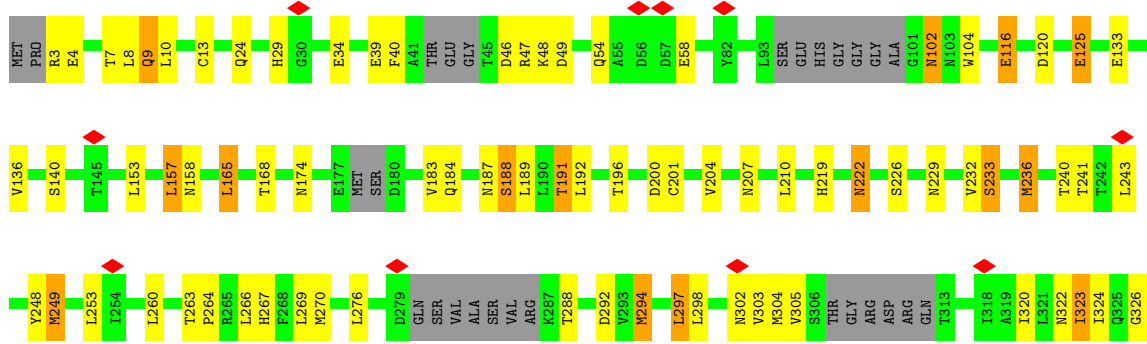 MET PRO R3 E4 T7 L8 Q9 L10 C13 Q24 H29 G30 E34 E39 F40 A41 THR GLU GLY T45 D46 R47 K48 D49 Q54 A55 D56 D57 E58 Y82 L93 SER GLU HIS GLY GLY GLY ALA G101 N102 N103 W104 E116 D120 E125 E133
V136 S140 T145 L153 L157 N158 L165 T168 N174 E177 MET SER D180 V183 Q184 N187 S188 L189 L190 T191 L192 T196 D200 C201 V204 N207 L210 H219 M222 S226 N229 V232 S233 M236 T240 T241 T242 L243
Y248 M249 L253 I254 L260 T263 P264 R265 L266 H267 F268 L269 M270 L276 D279 GLN SER VAL ALA SER VAL ARG K287 T288 D292 V293 M294 L297 L298 N302 V303 M304 V305 S306 THR GLY ARG ASP ARG GLN T313 I318 A319 I320 L321 N322 I323 I324 Q325 G326